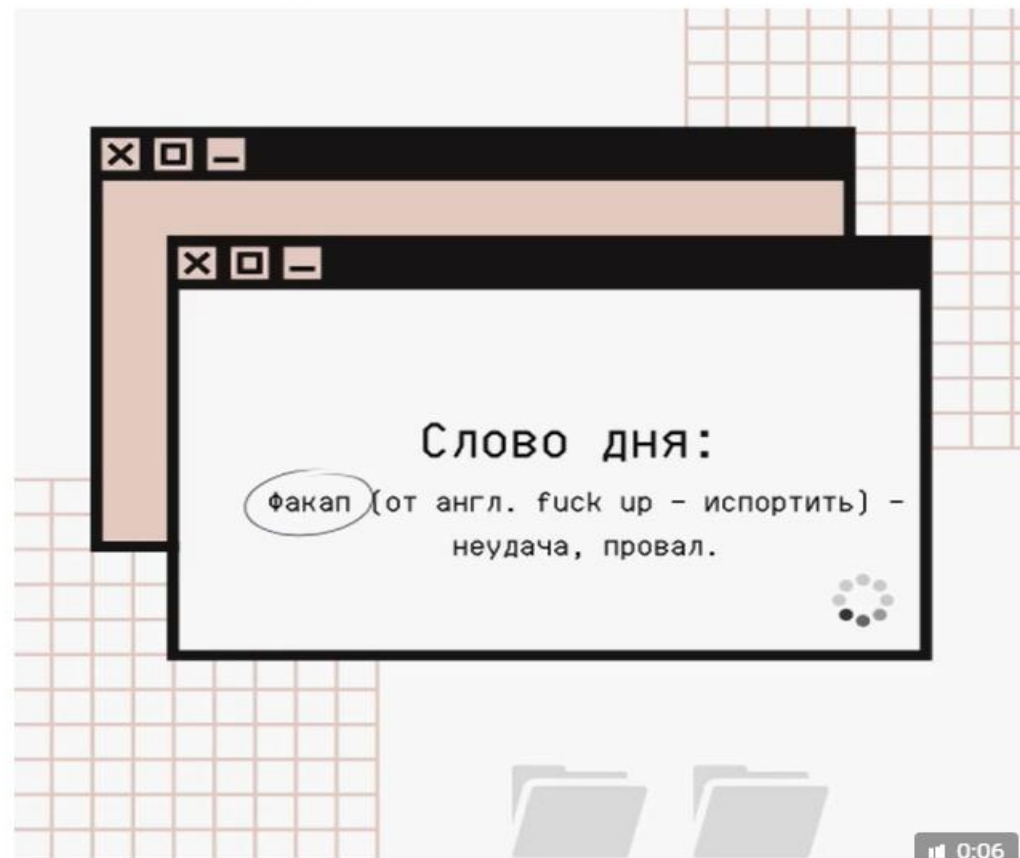 Слово дня:
Факап (от англ. fuck up - испортить) -
неудача, провал.
0:06